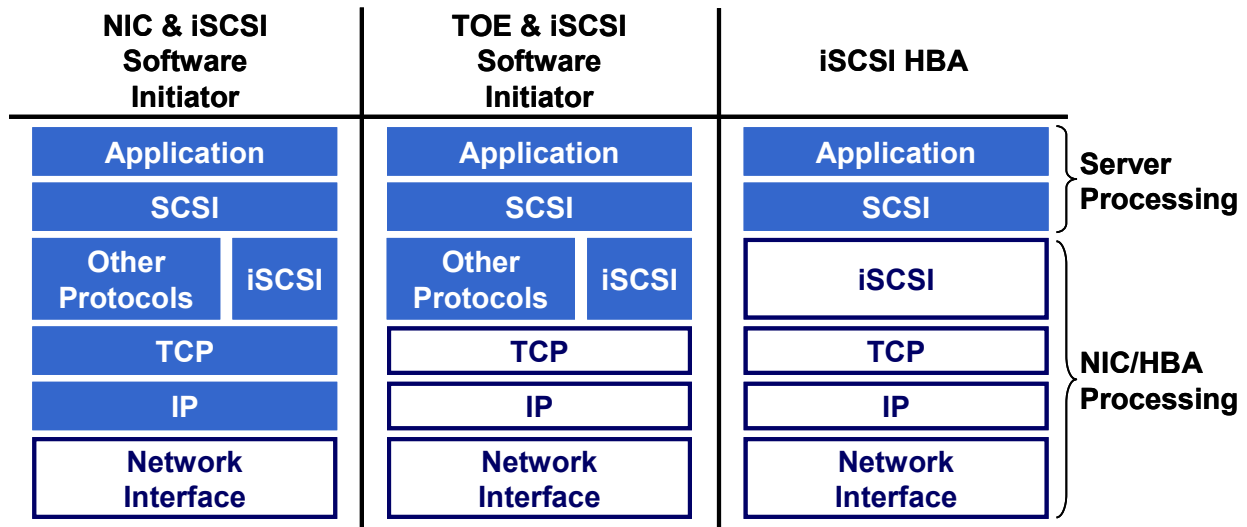 NIC & iSCSI
Software
Initiator
TOE & iSCSI
Software
Initiator
iSCSI HBA
Application
SCSI
Other
Protocols
iSCSI
TCP
IP
Network
Interface
Application
SCSI
Other
Protocols
iSCSI
TCP
IP
Network
Interface
Application
SCSI
iSCSI
TCP
IP
Network
Interface
Server
Processing
NIC/HBA
Processing